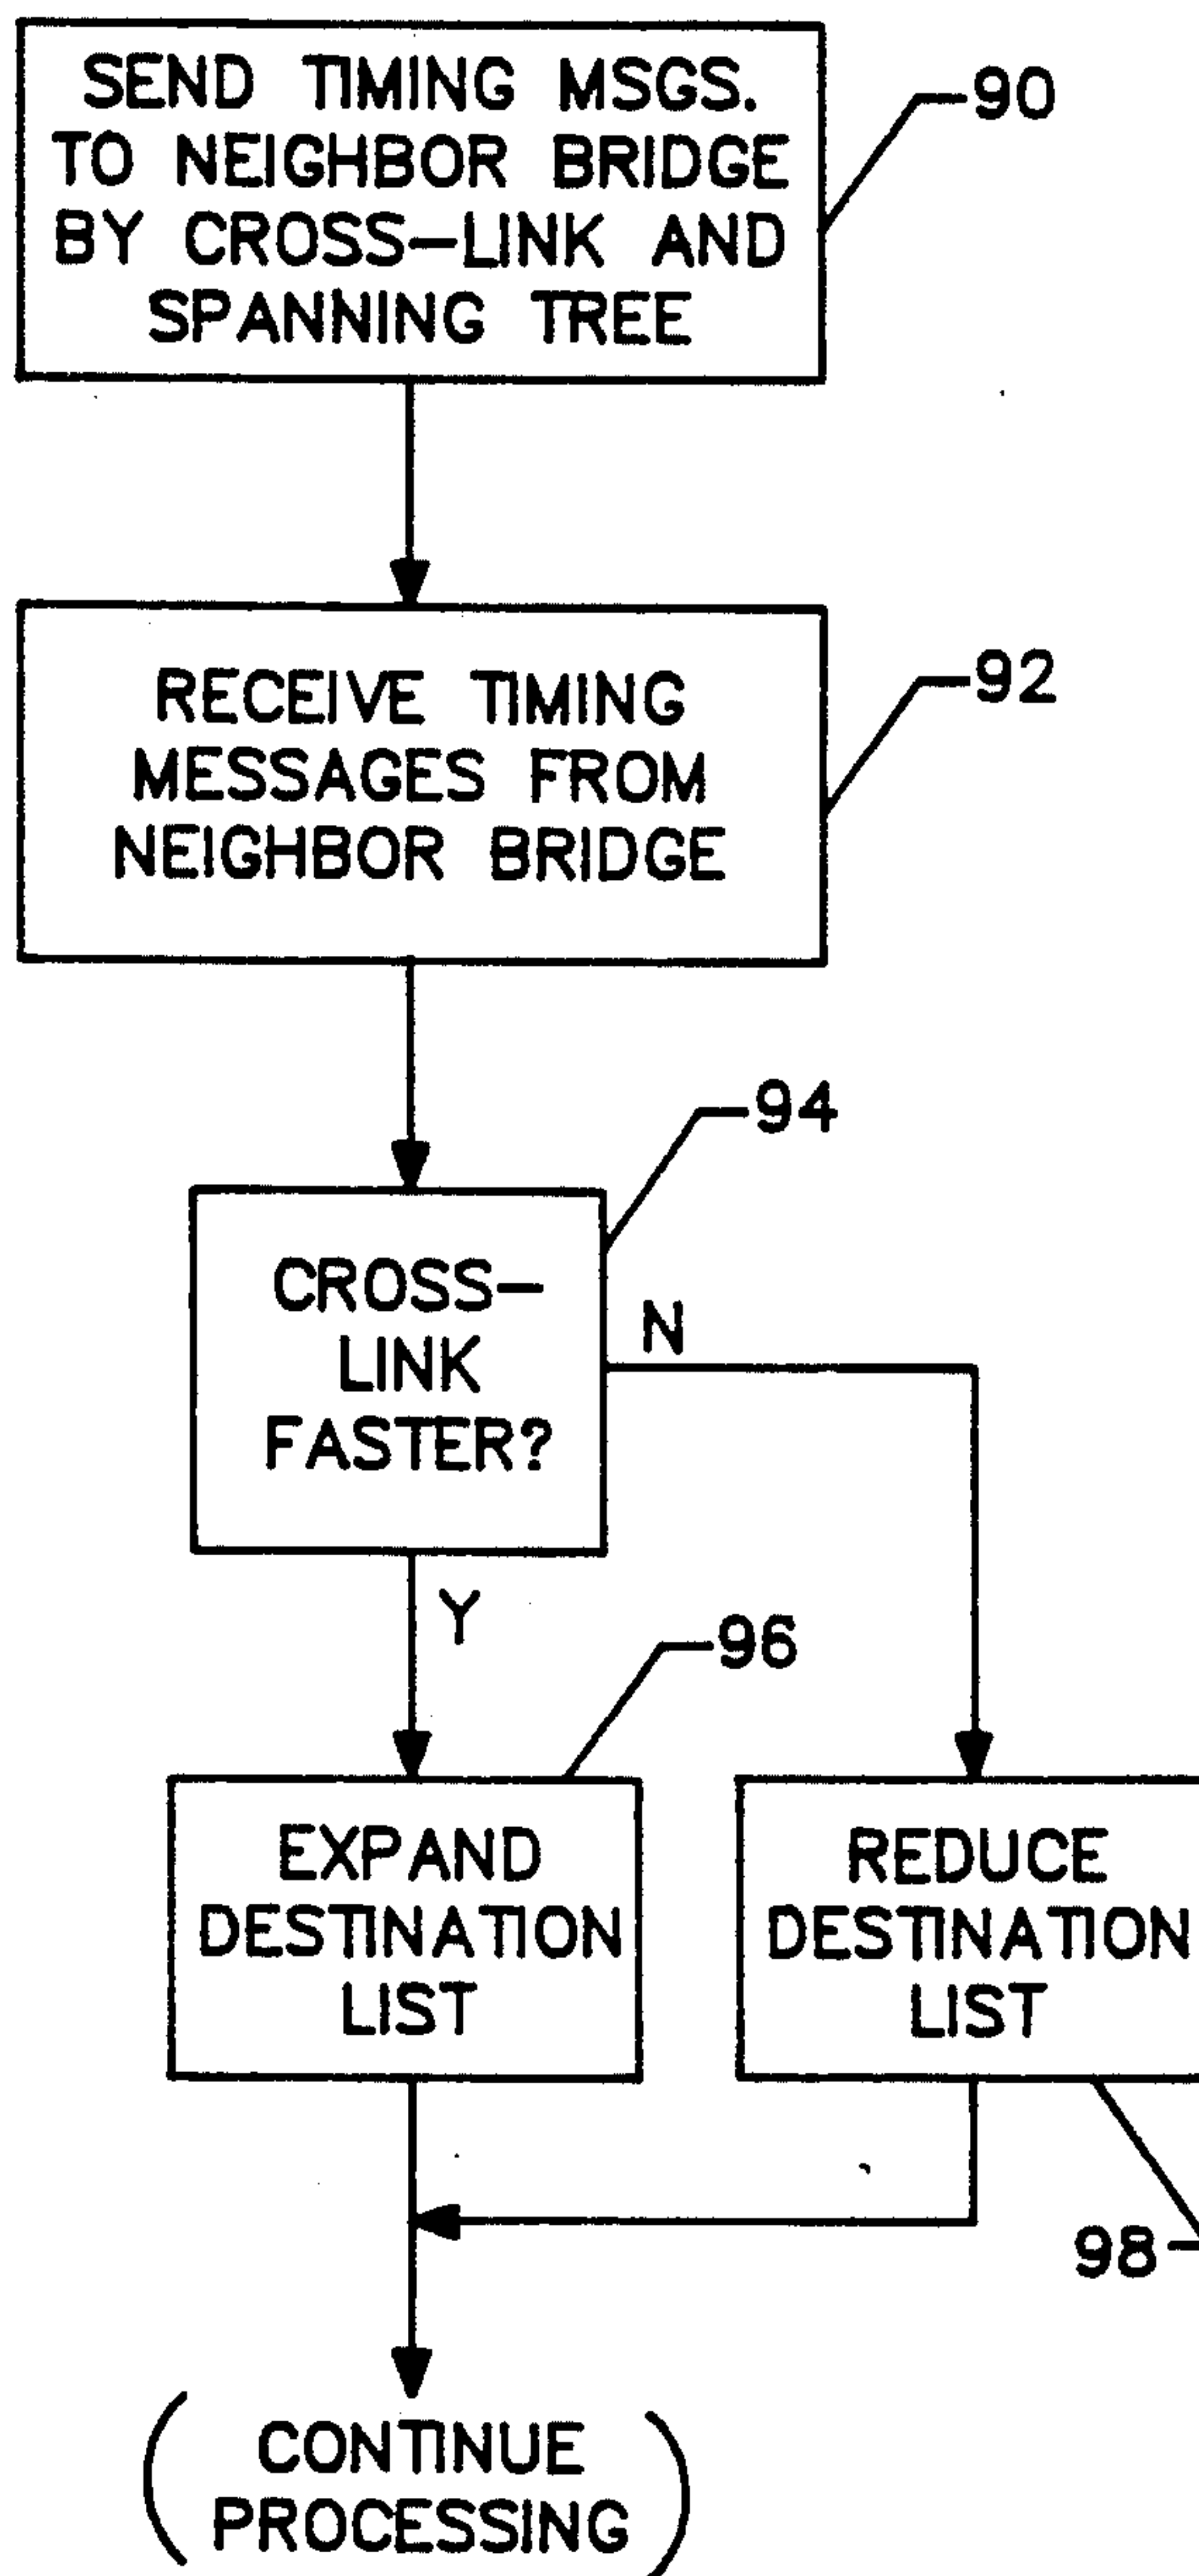 SEND TIMING MSGS.
TO NEIGHBOR BRIDGE
BY CROSS-LINK AND
SPANNING TREE
90
RECEIVE TIMING
MESSAGES FROM
NEIGHBOR BRIDGE
92
94
CROSS-
LINK
FASTER?
N
Y
96
EXPAND
DESTINATION
LIST
REDUCE
DESTINATION
LIST
98
(CONTINUE
PROCESSING)